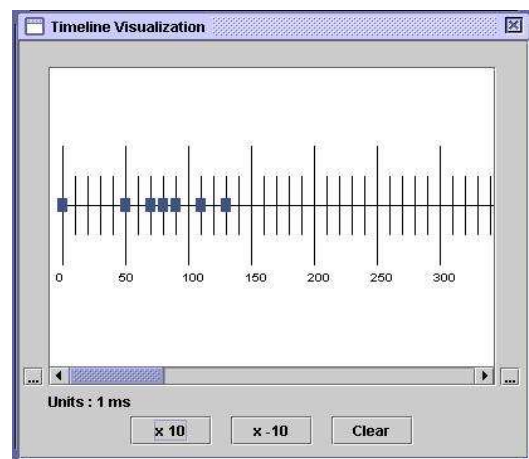 Timeline Visualization
0 50 100 150 200 250 300
... ...
Units : 1 ms
x 10 x -10 Clear